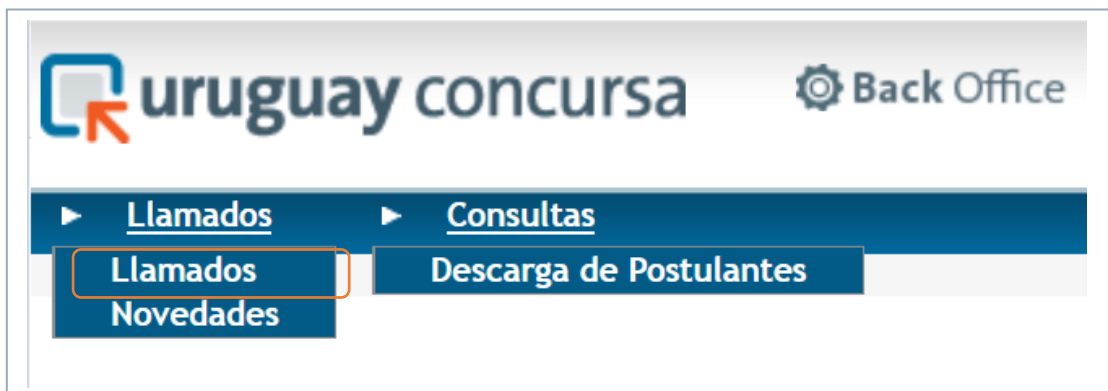 uruguay concursa Back Office
Llamados Consultas
Llamados Descarga de Postulantes
Novedades